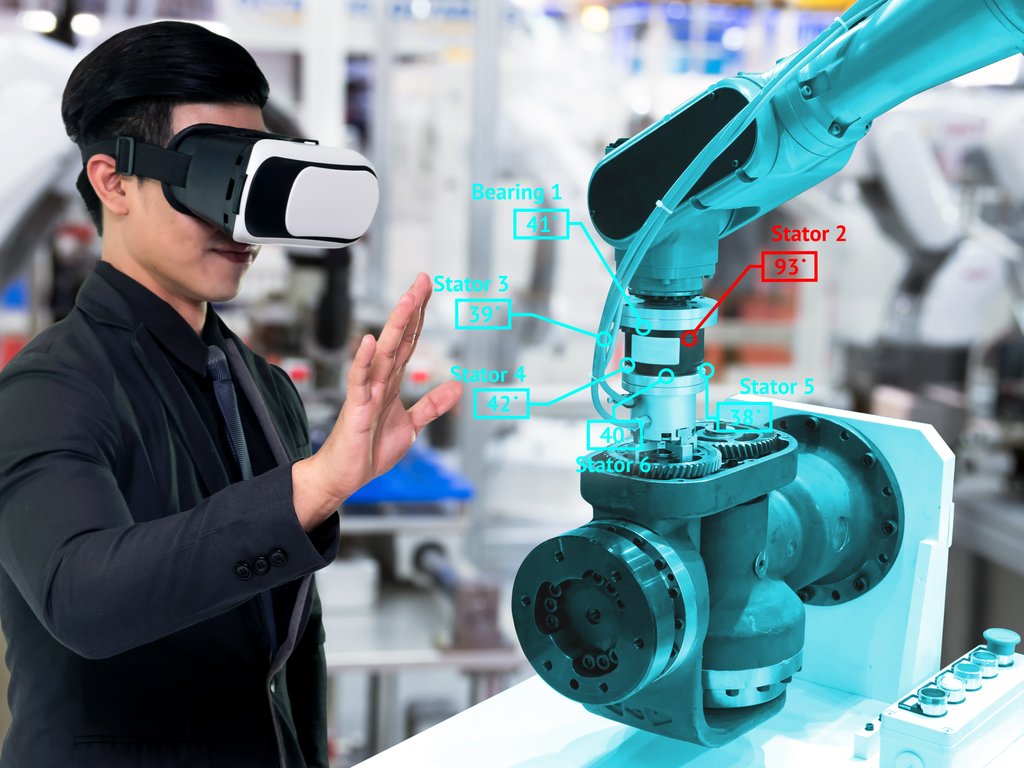 Bearing 1
41°
Stator 2
93°
Stator 3
39°
Stator 4
42°
Stator 5
38°
40
Stator 6